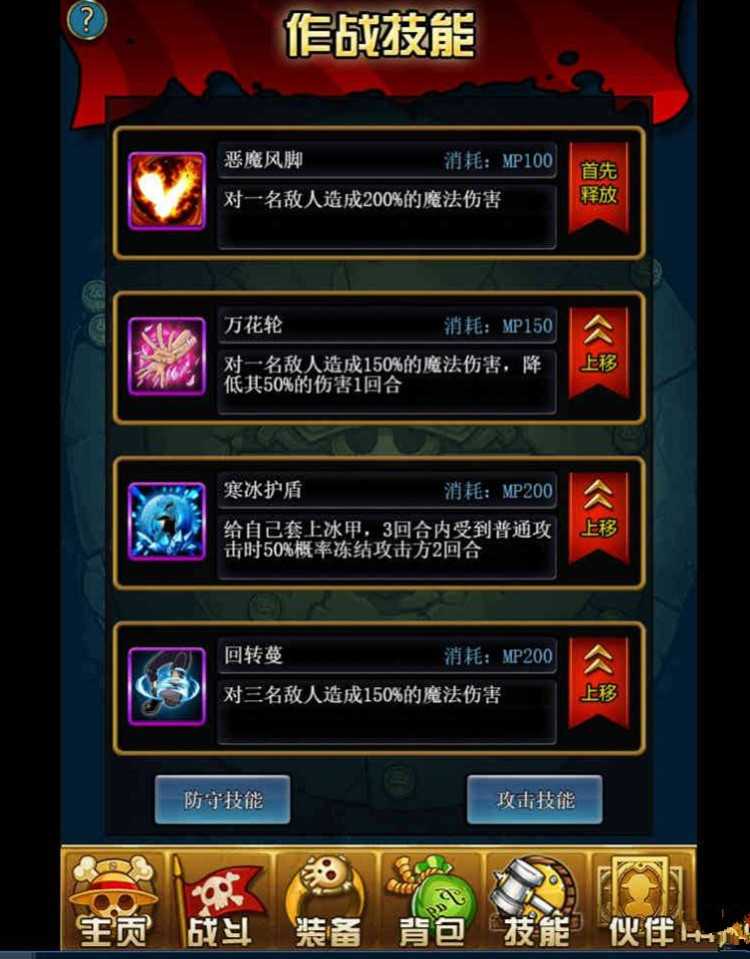 ?
作战技能
恶魔风脚 消耗：MP100
首先
释放
对一名敌人造成200%的魔法伤害
万花轮 消耗：MP150
上移
对一名敌人造成150%的魔法伤害，降
低其50%的伤害1回合
寒冰护盾 消耗：MP200
上移
给自己套上冰甲，3回合内受到普通攻
击时50%概率冻结攻击方2回合
回转蔓 消耗：MP200
上移
对三名敌人造成150%的魔法伤害
防守技能 攻击技能
主页 战斗 装备 背包 技能 伙伴